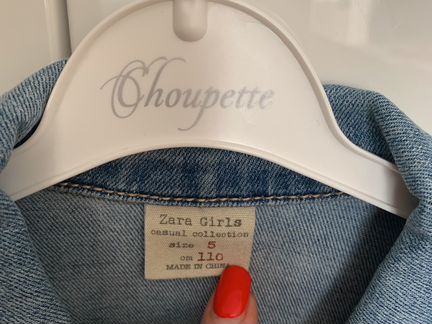 Choupette
Zara Girls
casual collection
size 5
cm 110
MADE IN CHINA